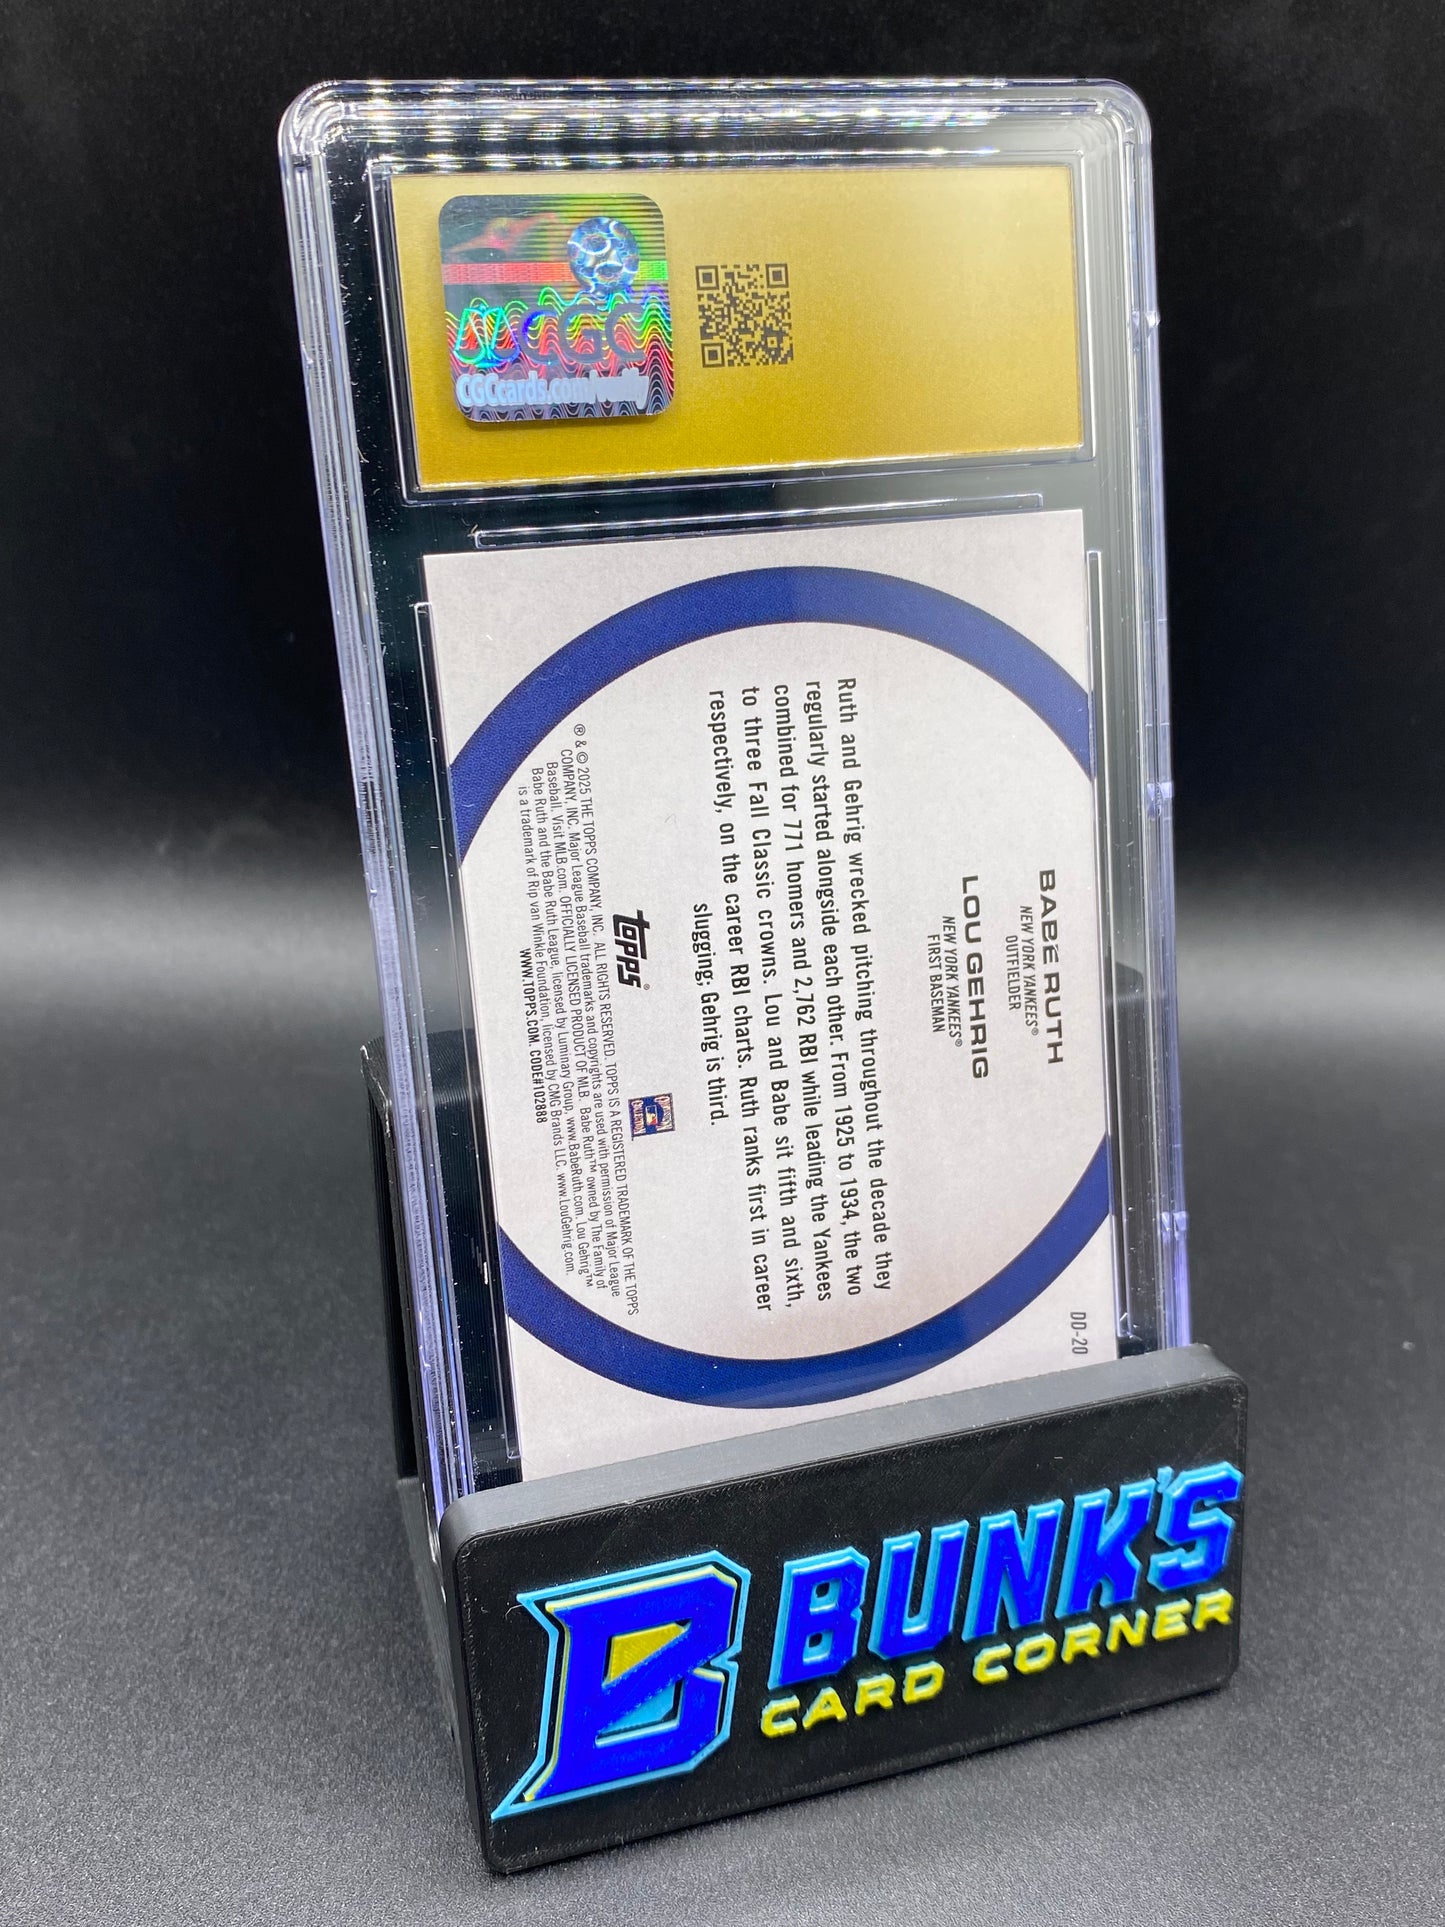 CGC
CGCcards.com/verify
DD-20
BABE RUTH
NEW YORK YANKEES®
OUTFIELDER
LOU GEHRIG
NEW YORK YANKEES®
FIRST BASEMAN
Ruth and Gehrig wrecked pitching throughout the decade they
regularly started alongside each other. From 1925 to 1934, the two
combined for 771 homers and 2,762 RBI while leading the Yankees
to three Fall Classic crowns. Lou and Babe sit fifth and sixth,
respectively, on the career RBI charts. Ruth ranks first in career
slugging; Gehrig is third.
topps®
® & © 2025 THE TOPPS COMPANY, INC. ALL RIGHTS RESERVED. TOPPS IS A REGISTERED TRADEMARK OF THE TOPPS
COMPANY, INC. Major League Baseball trademarks and copyrights are used with permission of Major League
Baseball. Visit MLB.com. OFFICIALLY LICENSED PRODUCT OF MLB. Babe Ruth™ owned by The Family of
Babe Ruth and the Babe Ruth League, licensed by Luminary Group, www.BabeRuth.com. Lou Gehrig™
is a trademark of Rip van Winkle Foundation, licensed by CMG Brands LLC. www.LouGehrig.com.
WWW.TOPPS.COM. CODE#102888
B
BUNK'S
CARD CORNER